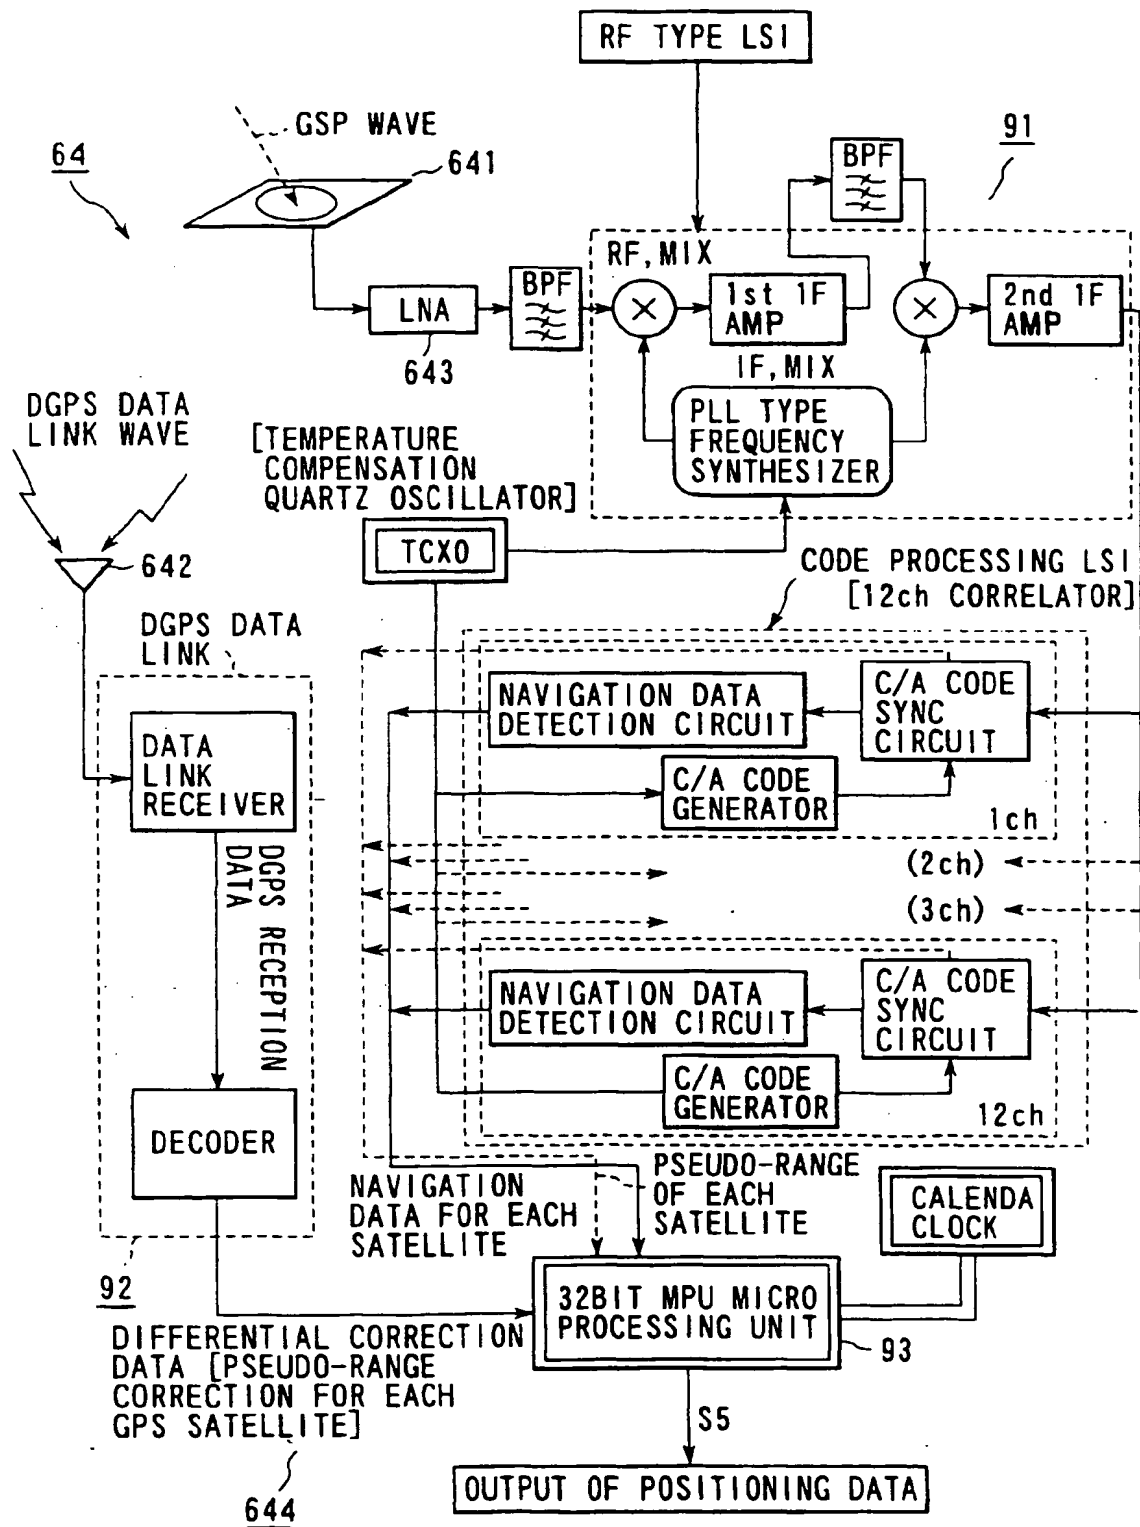 RF TYPE LSI
GSP WAVE
64
641
91
BPF
RF,MIX
BPF
LNA
643
1st 1F
AMP
2nd 1F
AMP
IF,MIX
PLL TYPE
FREQUENCY
SYNTHESIZER
DGPS DATA
LINK WAVE
[TEMPERATURE
COMPENSATION
QUARTZ OSCILLATOR]
TCXO
642
CODE PROCESSING LSI
[12ch CORRELATOR]
DGPS DATA
LINK
DATA
LINK
RECEIVER
NAVIGATION DATA
DETECTION CIRCUIT
C/A CODE
SYNC
CIRCUIT
C/A CODE
GENERATOR
1ch
DGPS RECEPTION
DATA
(2ch)
(3ch)
NAVIGATION DATA
DETECTION CIRCUIT
C/A CODE
SYNC
CIRCUIT
C/A CODE
GENERATOR
12ch
DECODER
NAVIGATION
DATA FOR EACH
SATELLITE
PSEUDO-RANGE
OF EACH
SATELLITE
CALENDA
CLOCK
92
32BIT MPU MICRO
PROCESSING UNIT
93
DIFFERENTIAL CORRECTION
DATA [PSEUDO-RANGE
CORRECTION FOR EACH
GPS SATELLITE]
S5
644
OUTPUT OF POSITIONING DATA